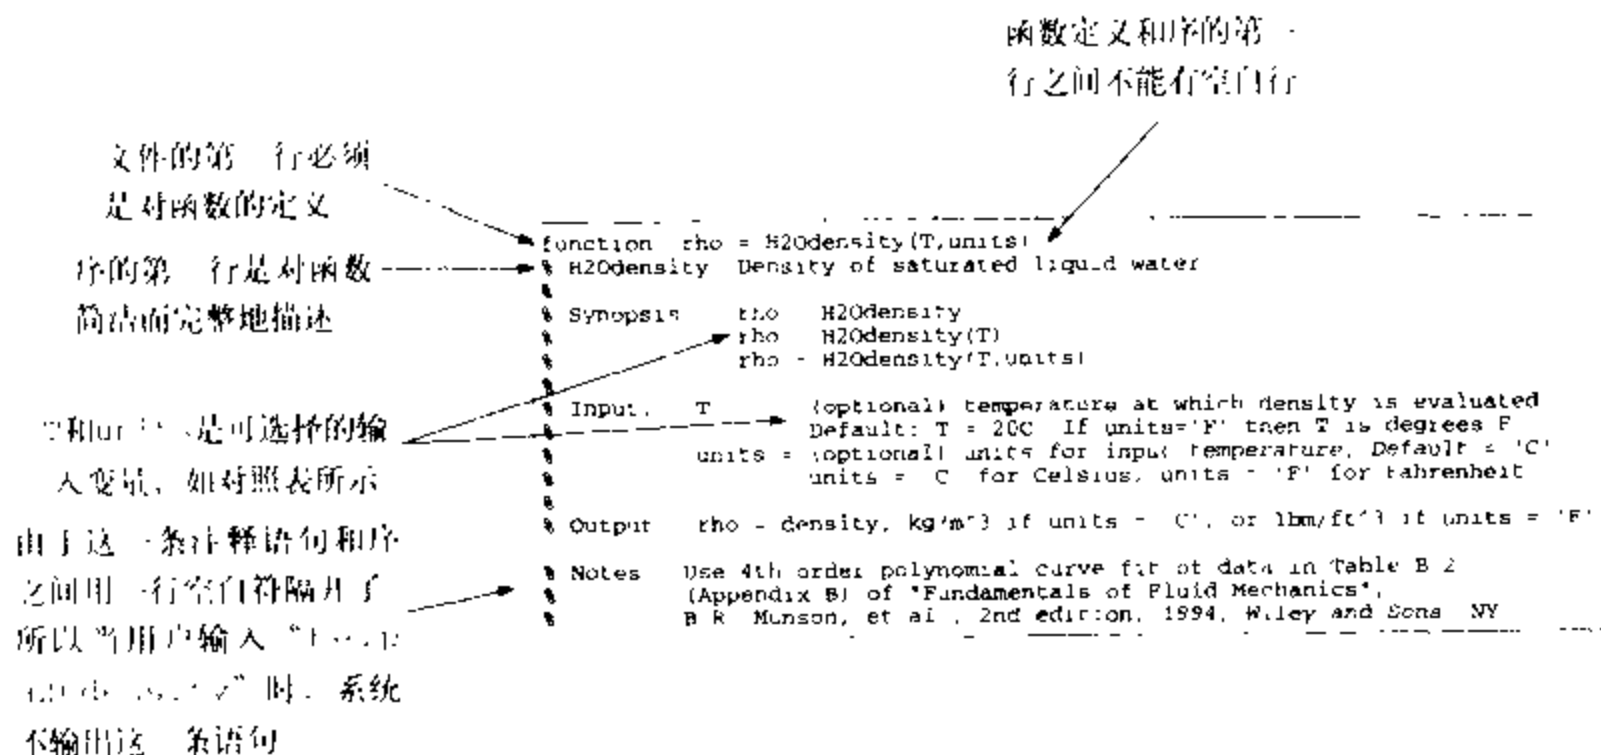 函数定义和序的第一
行之间不能有空白行
文件的第一行必须
是对函数的定义
序的第一行是对函数
简洁而完整地描述
和 是可选择的输
入变量，如对照表所示
由于这一条注释语句和序
之间用一行空白符隔开了
所以当用户输入“
”时，系统
不输出这一条语句
function rho = H2Odensity(T,units)
% H2Odensity Density of saturated liquid water
%
% Synopsis rho H2Odensity
% rho H2Odensity(T)
% rho - H2Odensity(T,units)
%
% Input. T (optional) temperature at which density is evaluated
% Default: T = 20C If units='F' then T is degrees F
% units = (optional) units for input temperature, Default = 'C'
% units = C for Celsius, units = 'F' for Fahrenheit
%
% Output rho - density, kg/m^3 if units = C', or lbm/ft^3 if units = 'F'
% Notes Use 4th order polynomial curve fit of data in Table B 2
% (Appendix B) of "Fundamentals of Fluid Mechanics",
% B R Munson, et al , 2nd edition, 1994, Wiley and Sons NY